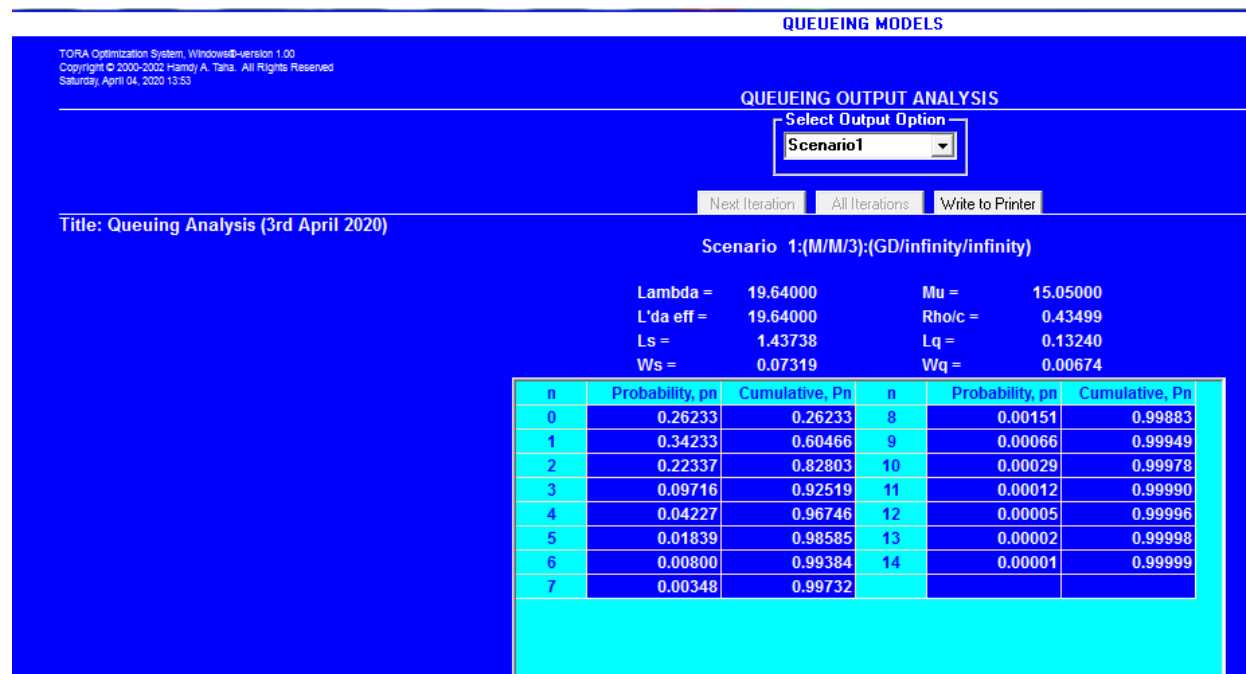 QUEUEING MODELS
TORA Optimization System, Windows®-version 1.00
Copyright © 2000-2002 Hamdy A. Taha. All Rights Reserved
Saturday, April 04, 2020 13:53
QUEUEING OUTPUT ANALYSIS
Select Output Option
Scenario1
Next Iteration All Iterations Write to Printer
Title: Queuing Analysis (3rd April 2020)
Scenario 1:(M/M/3):(GD/infinity/infinity)
Lambda = 19.64000 Mu = 15.05000
L'da eff = 19.64000 Rho/c = 0.43499
Ls = 1.43738 Lq = 0.13240
Ws = 0.07319 Wq = 0.00674
n Probability, pn Cumulative, Pn n Probability, pn Cumulative, Pn
0 0.26233 0.26233 8 0.00151 0.99883
1 0.34233 0.60466 9 0.00066 0.99949
2 0.22337 0.82803 10 0.00029 0.99978
3 0.09716 0.92519 11 0.00012 0.99990
4 0.04227 0.96746 12 0.00005 0.99996
5 0.01839 0.98585 13 0.00002 0.99998
6 0.00800 0.99384 14 0.00001 0.99999
7 0.00348 0.99732